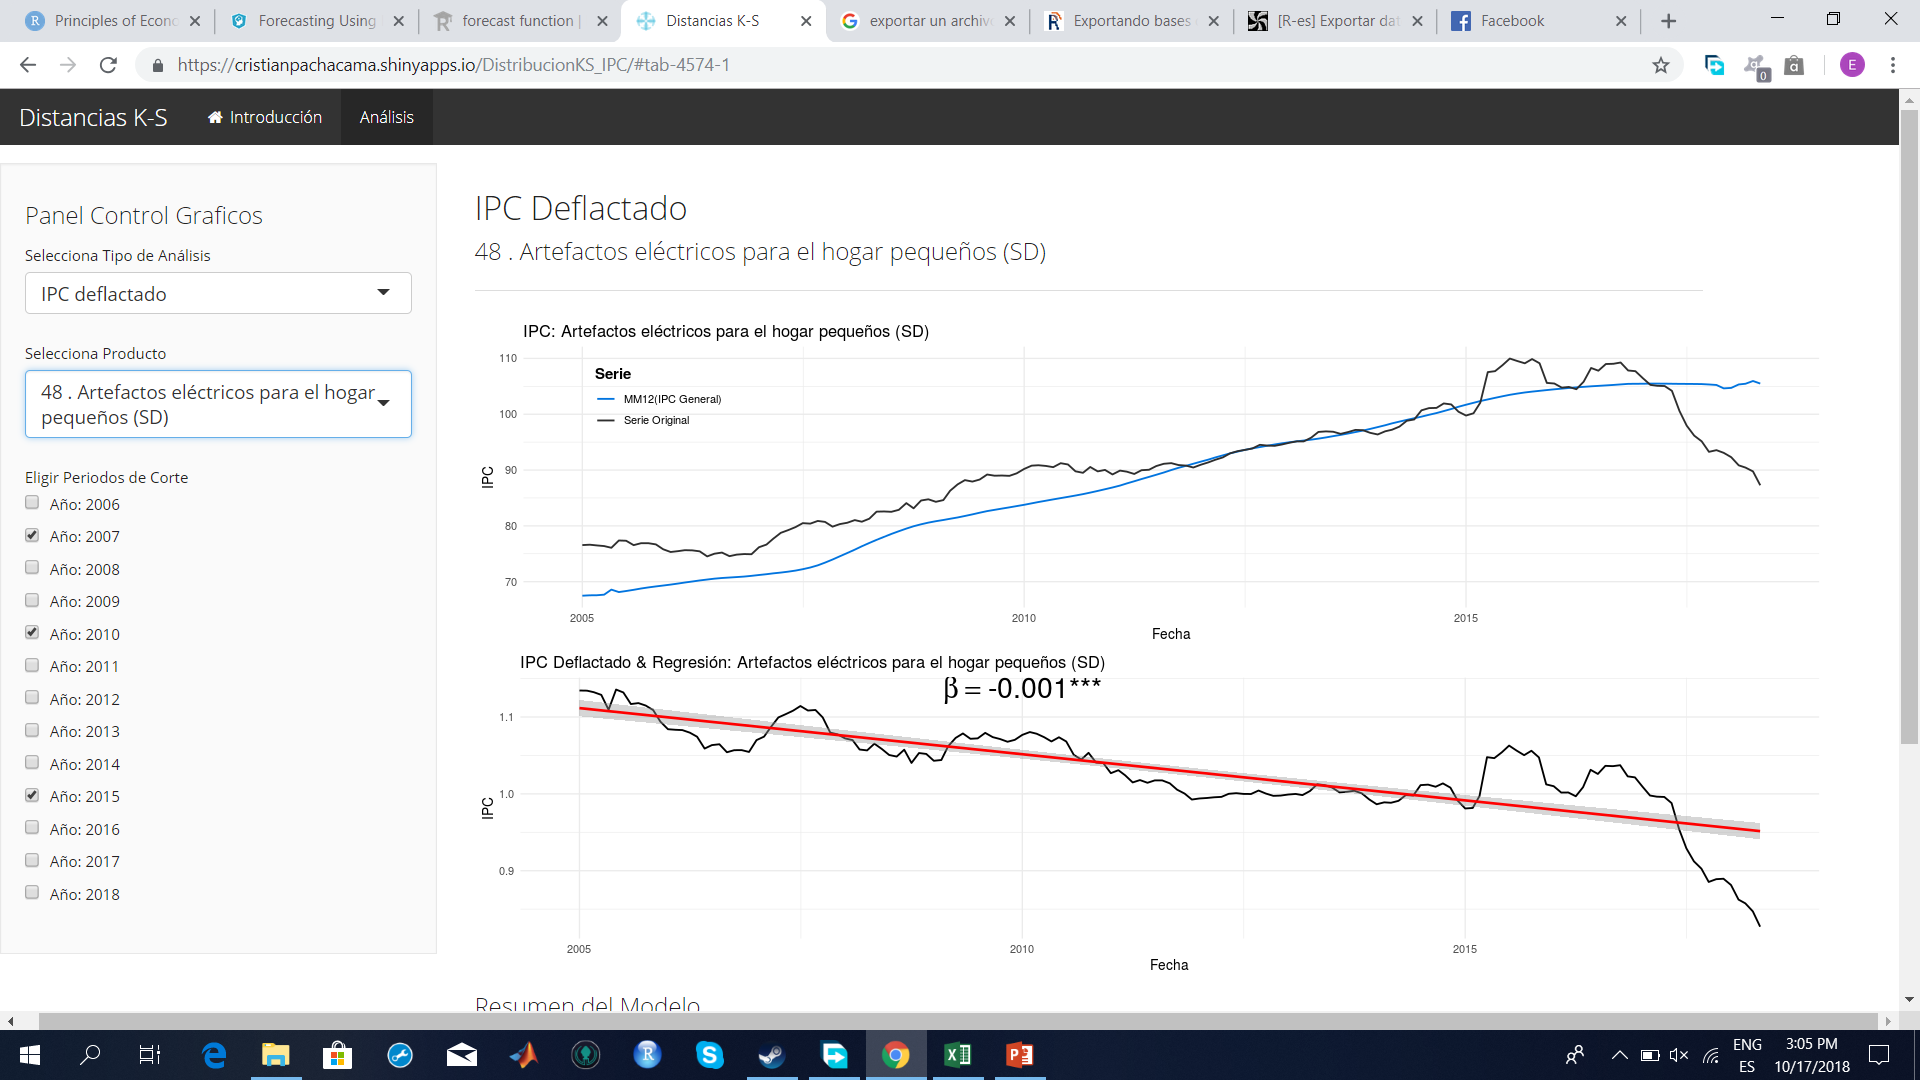 Principles of Econo
Forecasting Using
forecast function |
Distancias K-S
exportar un archivo
Exportando bases
[R-es] Exportar dat
Facebook
https://cristianpachacama.shinyapps.io/DistribucionKS_IPC/#tab-4574-1
0
E
Distancias K-S
Introducción
Análisis
Panel Control Graficos
Selecciona Tipo de Análisis
IPC deflactado
Selecciona Producto
48 . Artefactos eléctricos para el hogar
pequeños (SD)
Eligir Periodos de Corte
Año: 2006
Año: 2007
Año: 2008
Año: 2009
Año: 2010
Año: 2011
Año: 2012
Año: 2013
Año: 2014
Año: 2015
Año: 2016
Año: 2017
Año: 2018
IPC Deflactado
48 . Artefactos eléctricos para el hogar pequeños (SD)
IPC: Artefactos eléctricos para el hogar pequeños (SD)
Serie
MM12(IPC General)
Serie Original
110
100
90
80
70
IPC
2005
2010
2015
Fecha
IPC Deflactado & Regresión: Artefactos eléctricos para el hogar pequeños (SD)
β = -0.001***
1.1
1.0
0.9
IPC
2005
2010
2015
Fecha
Resumen del Modelo
ENG
ES
3:05 PM
10/17/2018